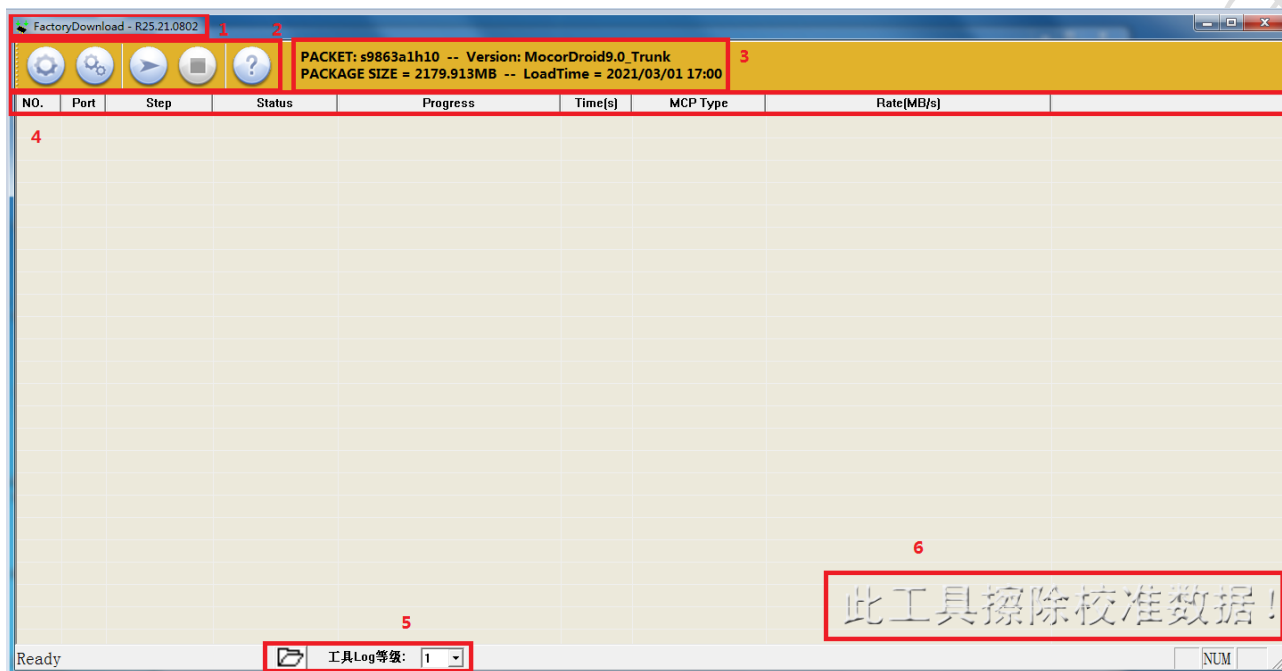 FactoryDownload - R25.21.0802
1
2
PACKET: s9863a1h10 -- Version: MocorDroid9.0_Trunk
PACKAGE SIZE = 2179.913MB -- LoadTime = 2021/03/01 17:00
3
NO. Port Step Status Progress Time(s) MCP Type Rate(MB/s)
4
6
此工具擦除校准数据!
5
Ready 工具Log等级: 1 NUM